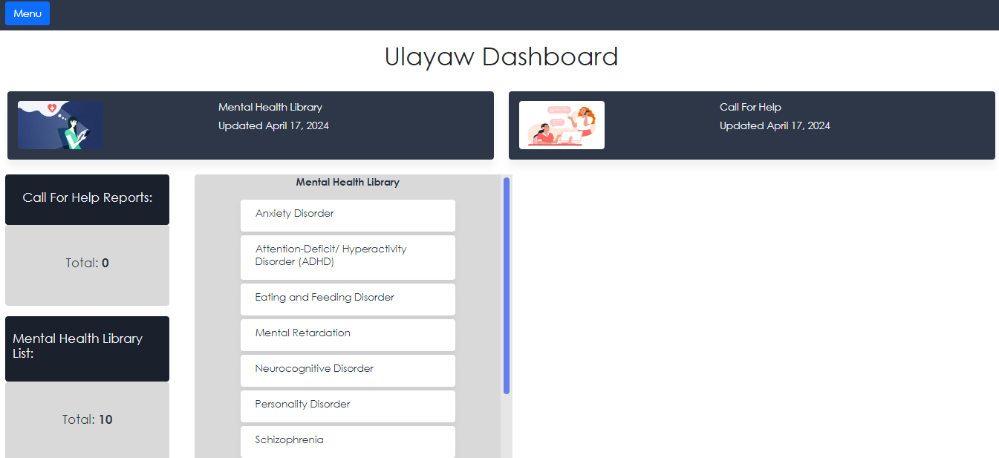 Menu
Ulayaw Dashboard
Mental Health Library
Updated April 17, 2024
Call For Help
Updated April 17, 2024
Call For Help Reports:
Total: 0
Mental Health Library
List:
Total: 10
Mental Health Library
Anxiety Disorder
Attention-Deficit/ Hyperactivity
Disorder (ADHD)
Eating and Feeding Disorder
Mental Retardation
Neurocognitive Disorder
Personality Disorder
Schizophrenia